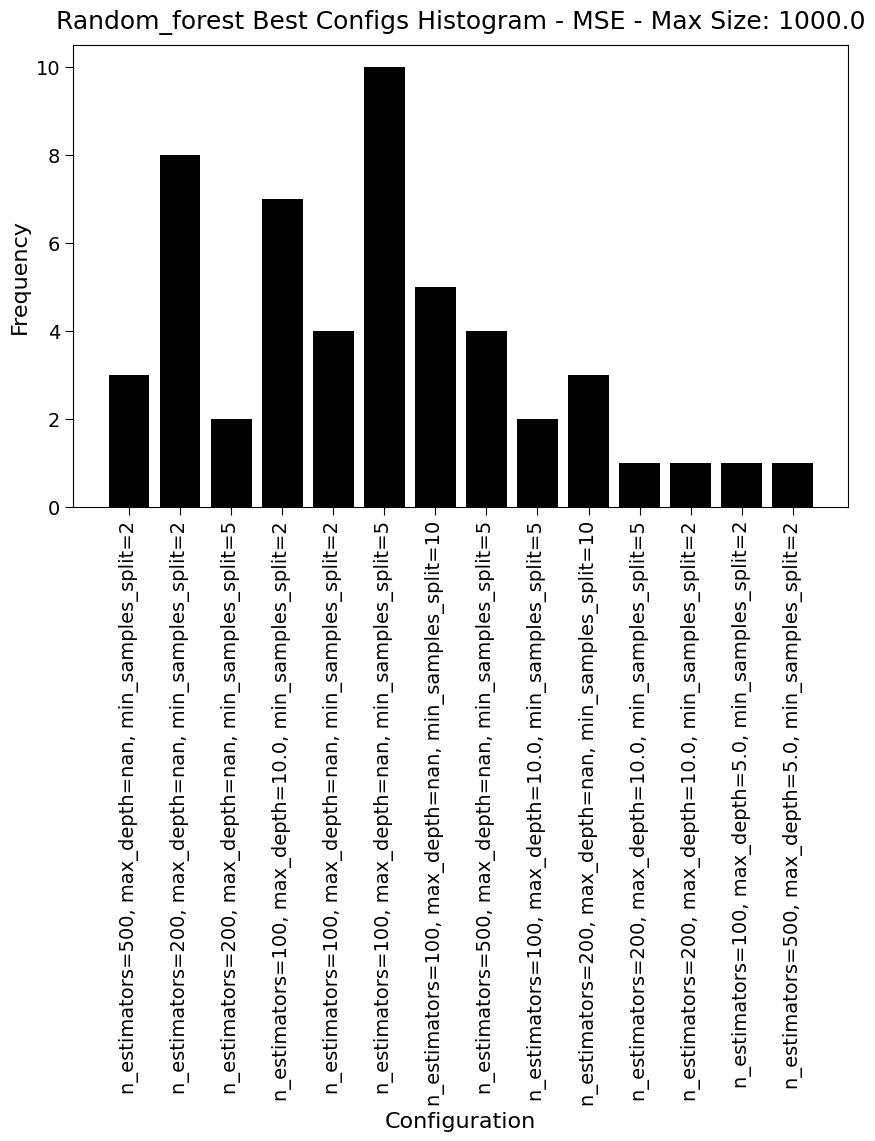 Random_forest Best Configs Histogram - MSE - Max Size: 1000.0
Frequency
10
8
6
4
2
0
n_estimators=500, max_depth=nan, min_samples_split=2
n_estimators=200, max_depth=nan, min_samples_split=2
n_estimators=200, max_depth=nan, min_samples_split=5
n_estimators=100, max_depth=10.0, min_samples_split=2
n_estimators=100, max_depth=nan, min_samples_split=2
n_estimators=100, max_depth=nan, min_samples_split=5
n_estimators=100, max_depth=nan, min_samples_split=10
n_estimators=500, max_depth=nan, min_samples_split=5
n_estimators=100, max_depth=10.0, min_samples_split=5
n_estimators=200, max_depth=nan, min_samples_split=10
n_estimators=200, max_depth=10.0, min_samples_split=5
n_estimators=200, max_depth=10.0, min_samples_split=2
n_estimators=100, max_depth=5.0, min_samples_split=2
n_estimators=500, max_depth=5.0, min_samples_split=2
Configuration